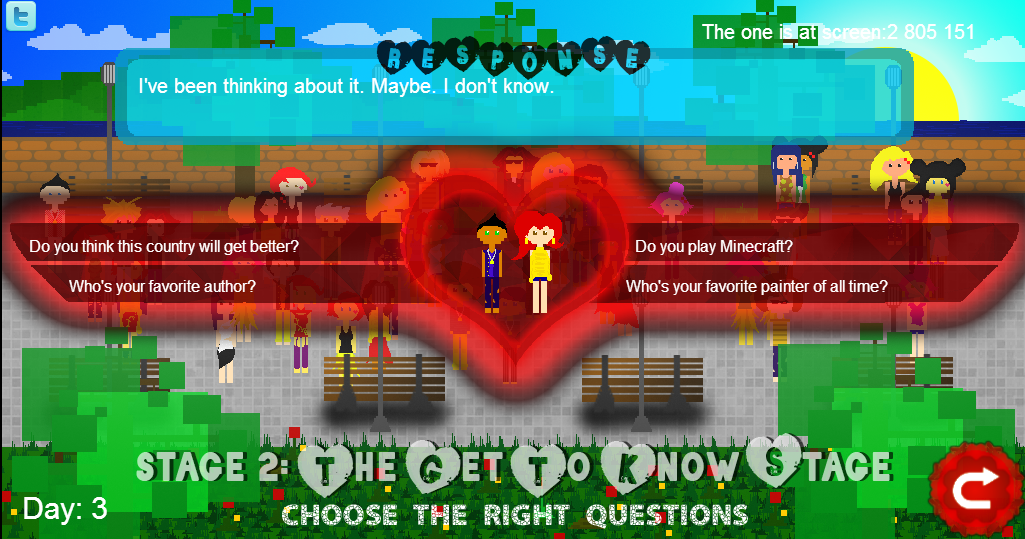 The one is at screen:2 805 151
RESPONSE
I've been thinking about it. Maybe. I don't know.
Do you think this country will get better?
Do you play Minecraft?
Who's your favorite author?
Who's your favorite painter of all time?
STAGE 2: THE GET TO KNOW STAGE
Day: 3
CHOOSE THE RIGHT QUESTIONS